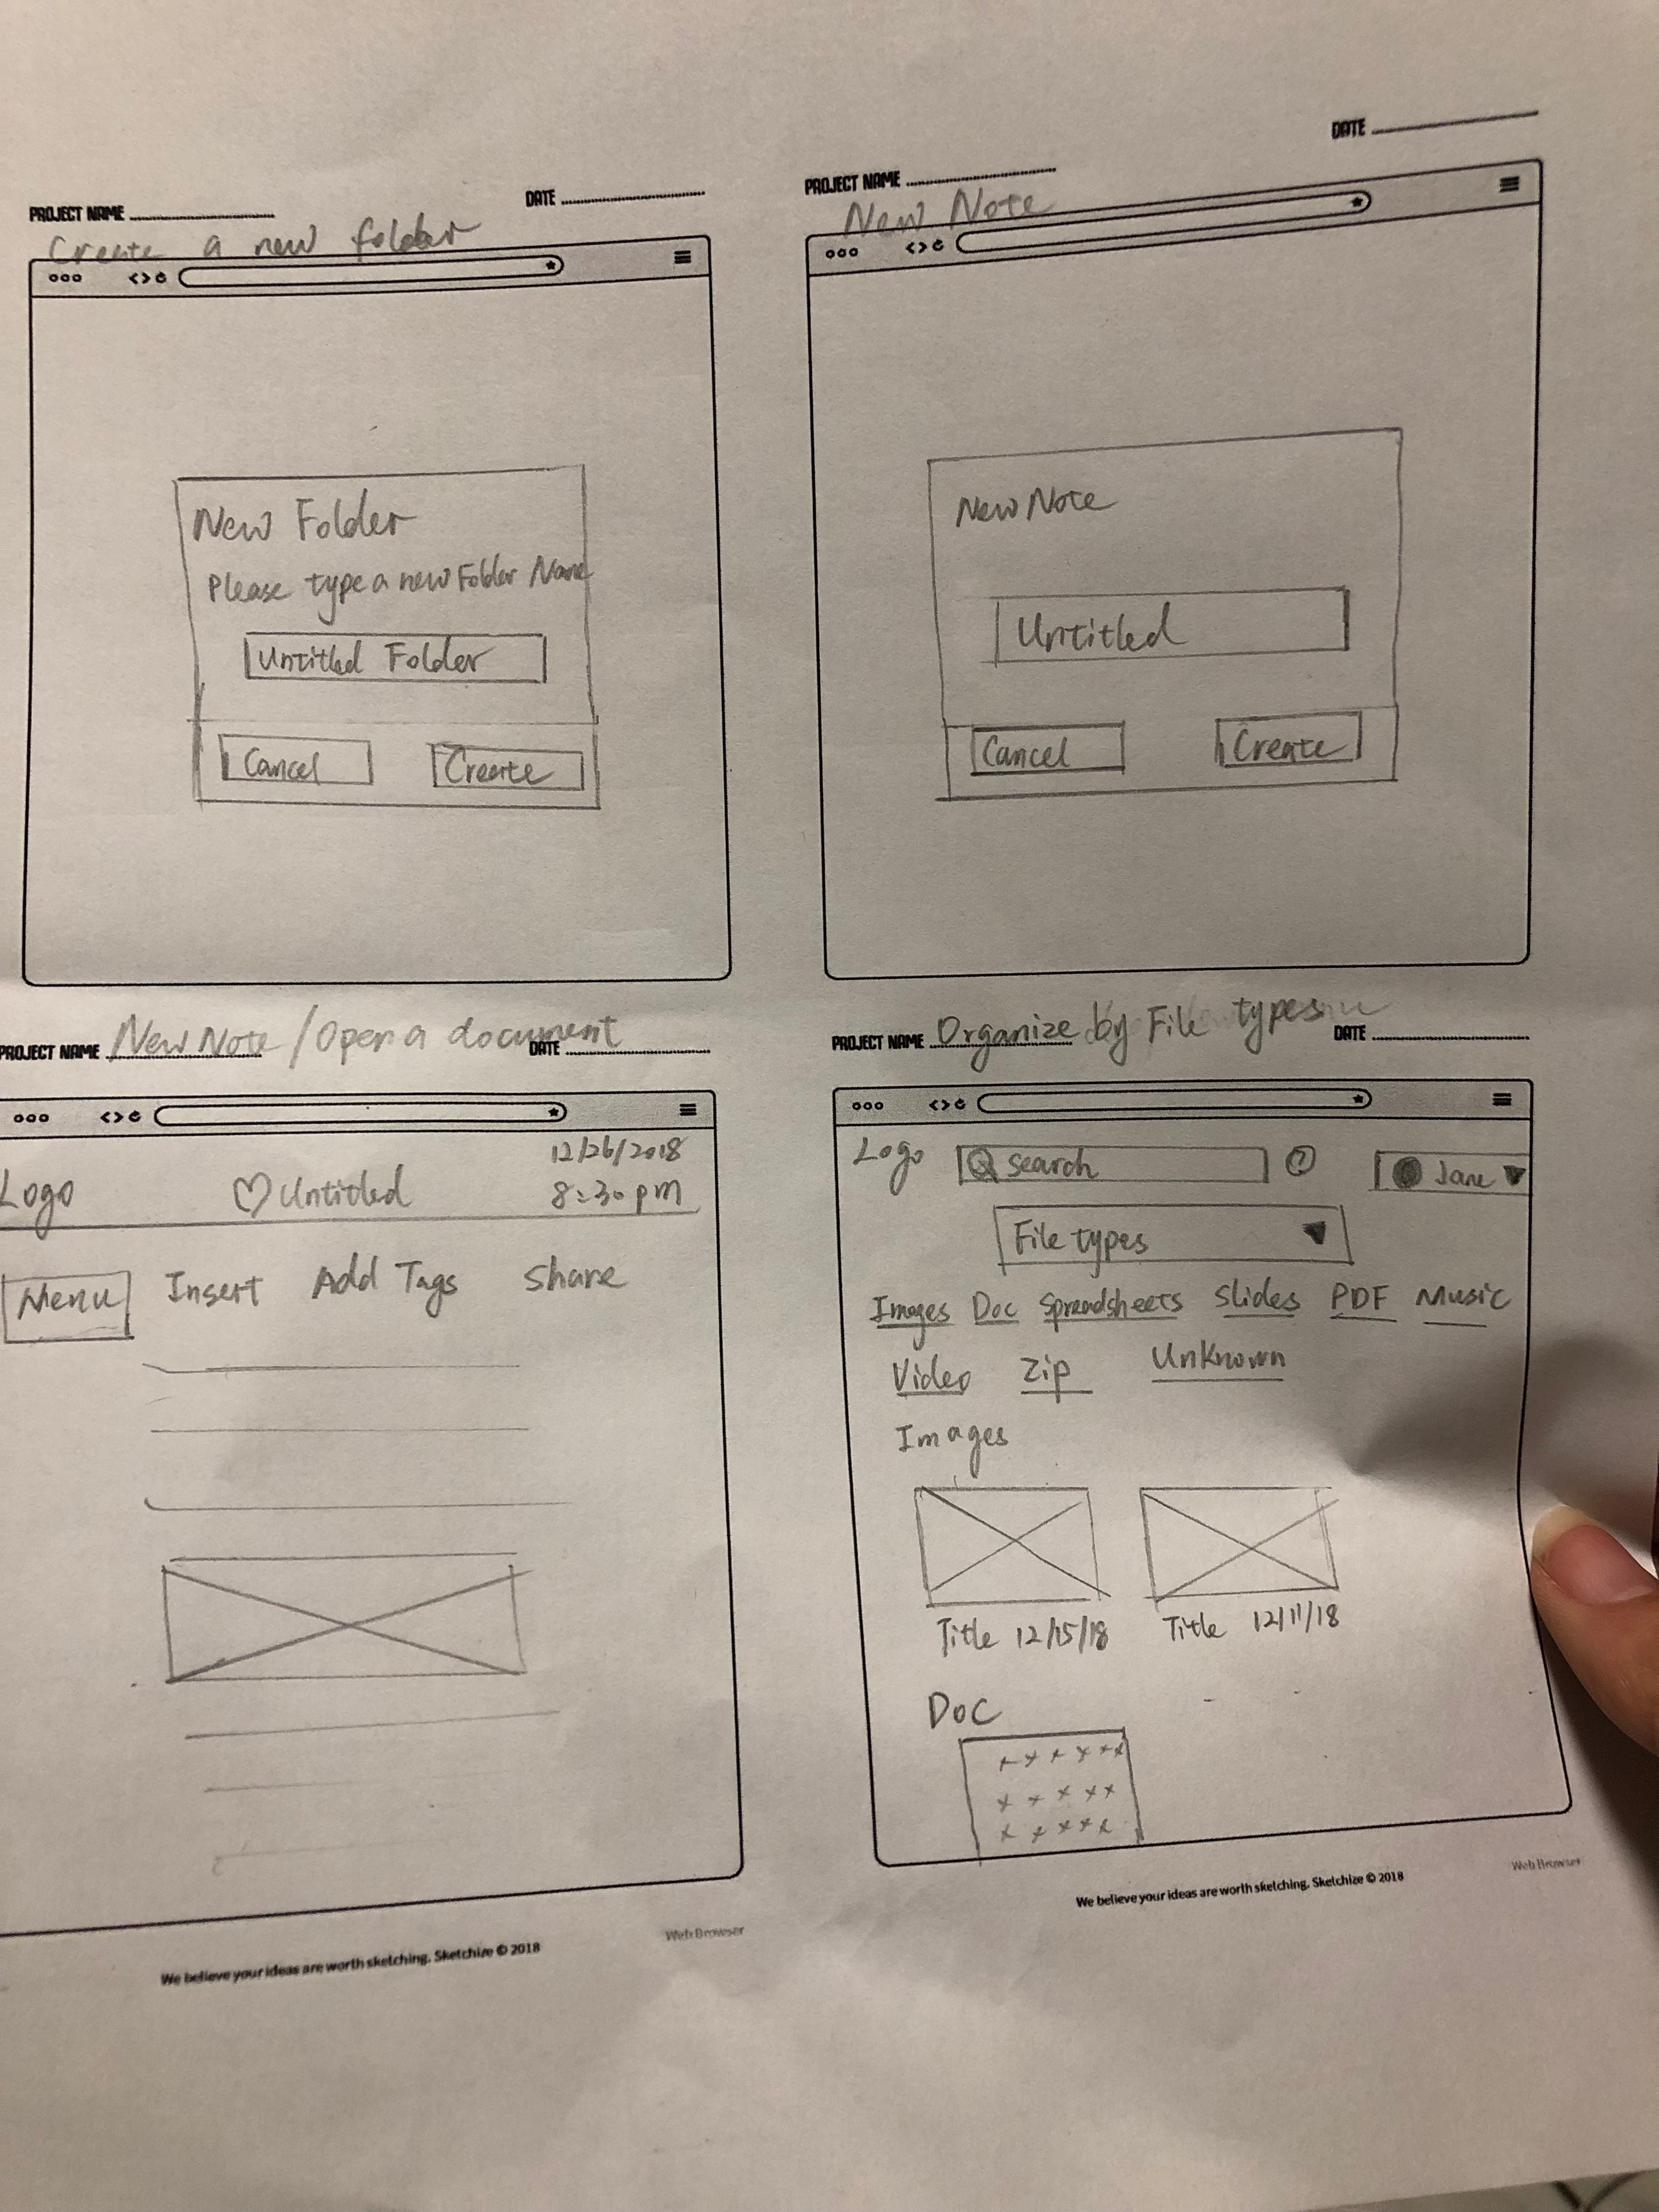 PROJECT NAME
DATE
Create a new folder
New Folder
Please type a new Folder Name
Untitled Folder
Cancel
Create
PROJECT NAME
DATE
New Note
New Note
Untitled
Cancel
Create
PROJECT NAME New Note / Open a document
DATE
Logo
Untitled
12/26/2018
8:30 pm
Menu Insert Add Tags Share
We believe your ideas are worth sketching. Sketchize © 2018
Web Browser
PROJECT NAME Organize by File types
DATE
Logo
search
?
Jane
File types
Images Doc Spreadsheets Slides PDF Music
Video Zip Unknown
Images
Title 12/15/18
Title 12/11/18
Doc
We believe your ideas are worth sketching. Sketchize © 2018
Web Browser